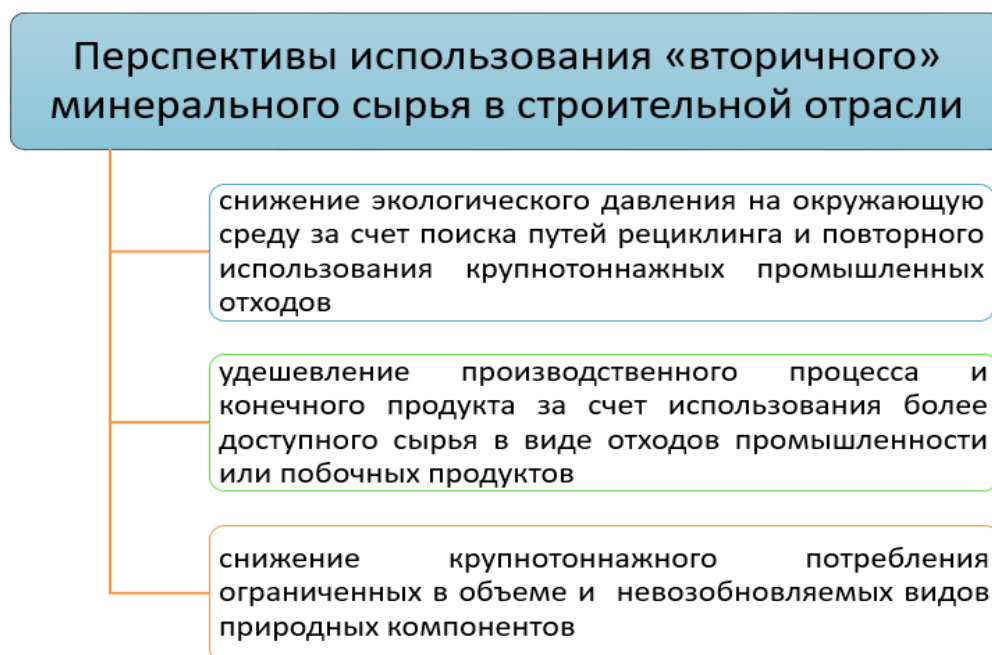 Перспективы использования «вторичного»
минерального сырья в строительной отрасли
снижение экологического давления на окружающую
среду за счет поиска путей рециклинга и повторного
использования крупнотоннажных промышленных
отходов
удешевление производственного процесса и
конечного продукта за счет использования более
доступного сырья в виде отходов промышленности
или побочных продуктов
снижение крупнотоннажного потребления
ограниченных в объеме и невозобновляемых видов
природных компонентов